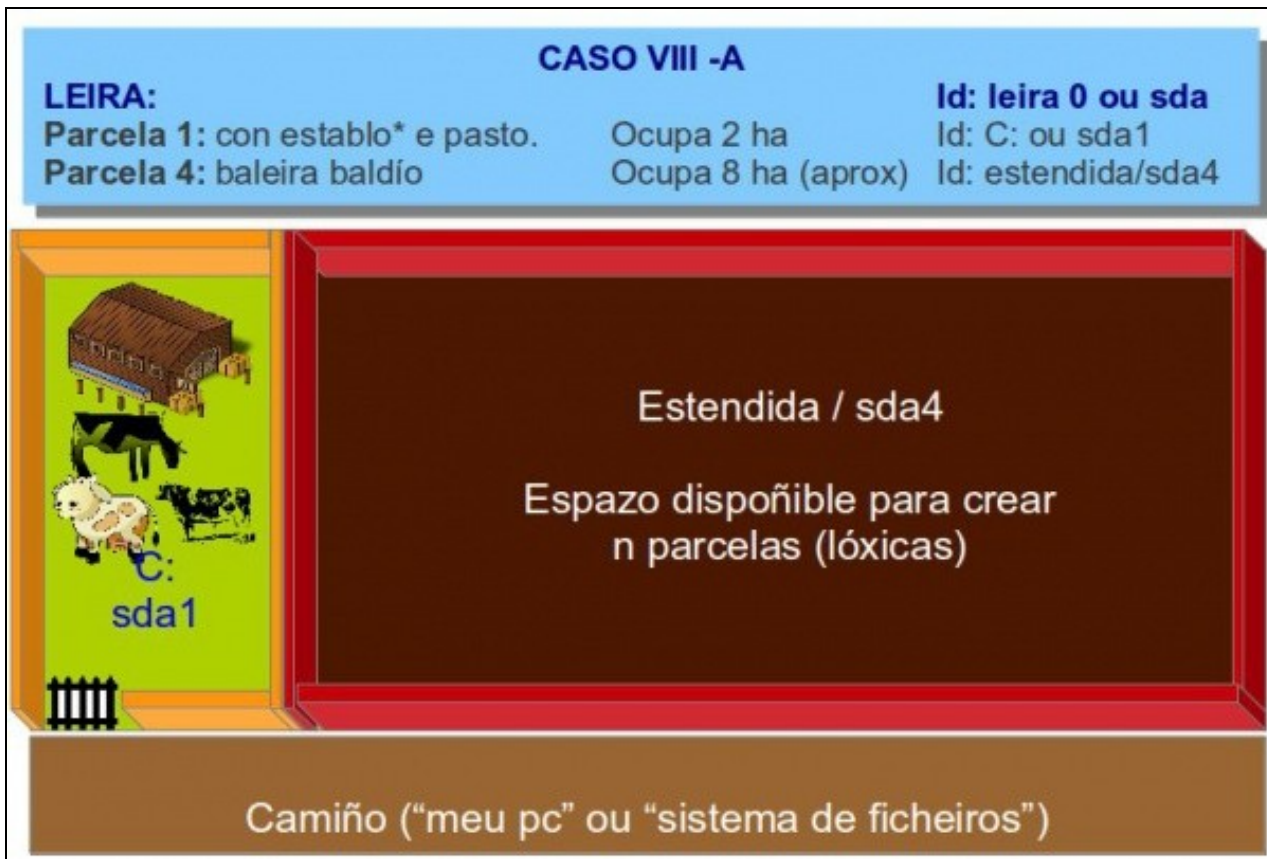 CASO VIII -A
LEIRA: Id: leira 0 ou sda
Parcela 1: con establo* e pasto. Ocupa 2 ha Id: C: ou sda1
Parcela 4: baleira baldío Ocupa 8 ha (aprox) Id: estendida/sda4
C:
sda1
Estendida / sda4
Espazo dispoñible para crear
n parcelas (lóxicas)
Camiño (“meu pc” ou “sistema de ficheiros”)